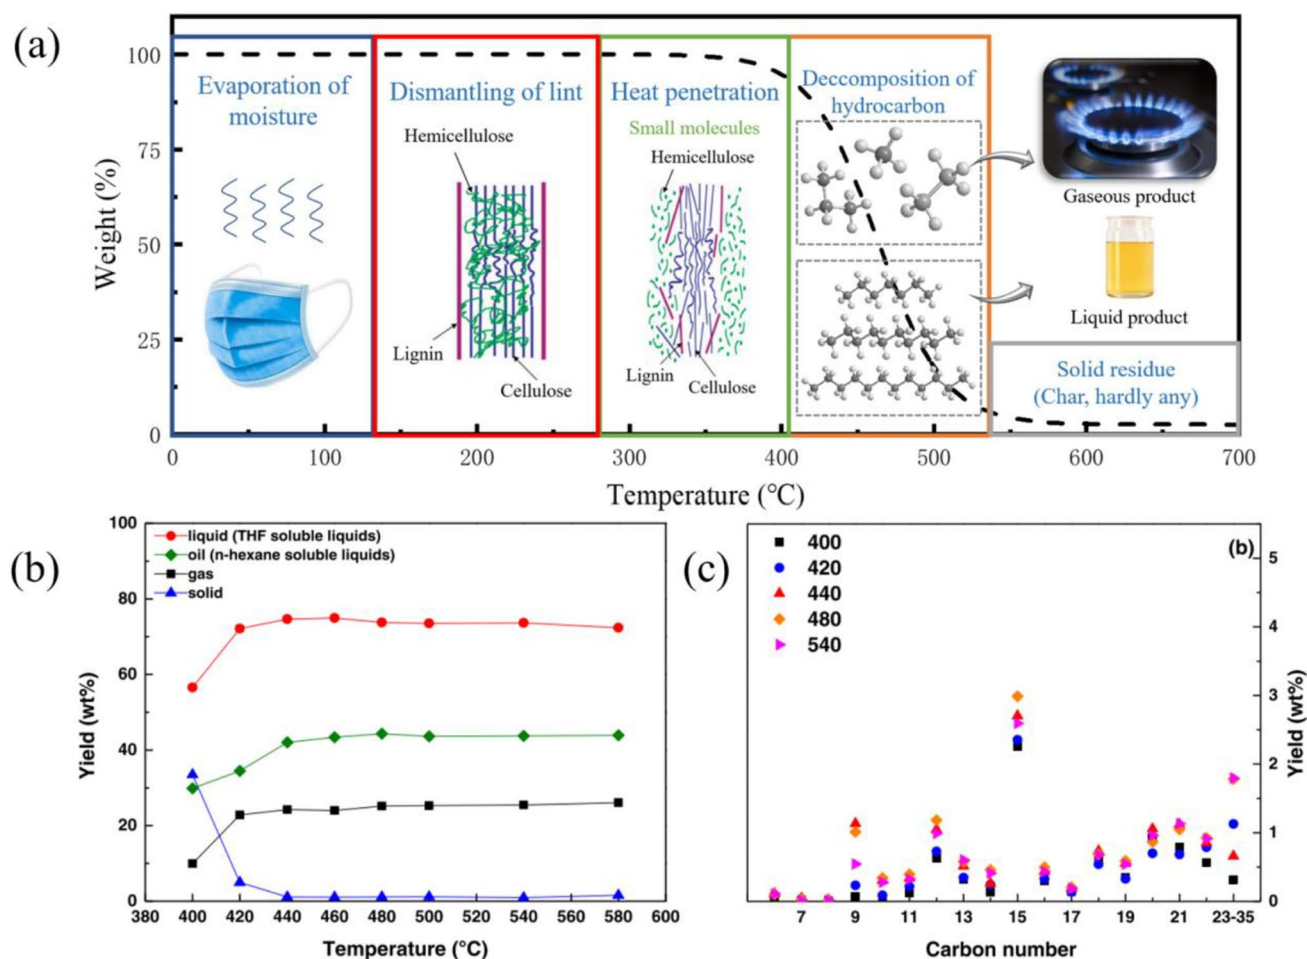 (a)
100
75
50
25
0
Weight (%)
Evaporation of
moisture
Dismantling of lint
Hemicellulose
Lignin
Cellulose
Heat penetration
Small molecules
Hemicellulose
Lignin
Cellulose
Deccomposition of
hydrocarbon
Gaseous product
Liquid product
Solid residue
(Char, hardly any)
0 100 200 300 400 500 600 700
Temperature (℃)
(b)
100
80
60
40
20
0
Yield (wt%)
liquid (THF soluble liquids)
oil (n-hexane soluble liquids)
gas
solid
380 400 420 440 460 480 500 520 540 560 580 600
Temperature (°C)
(c)
400
420
440
480
540
(b)
5
4
3
2
1
0
Yield (wt%)
7 9 11 13 15 17 19 21 23-35
Carbon number